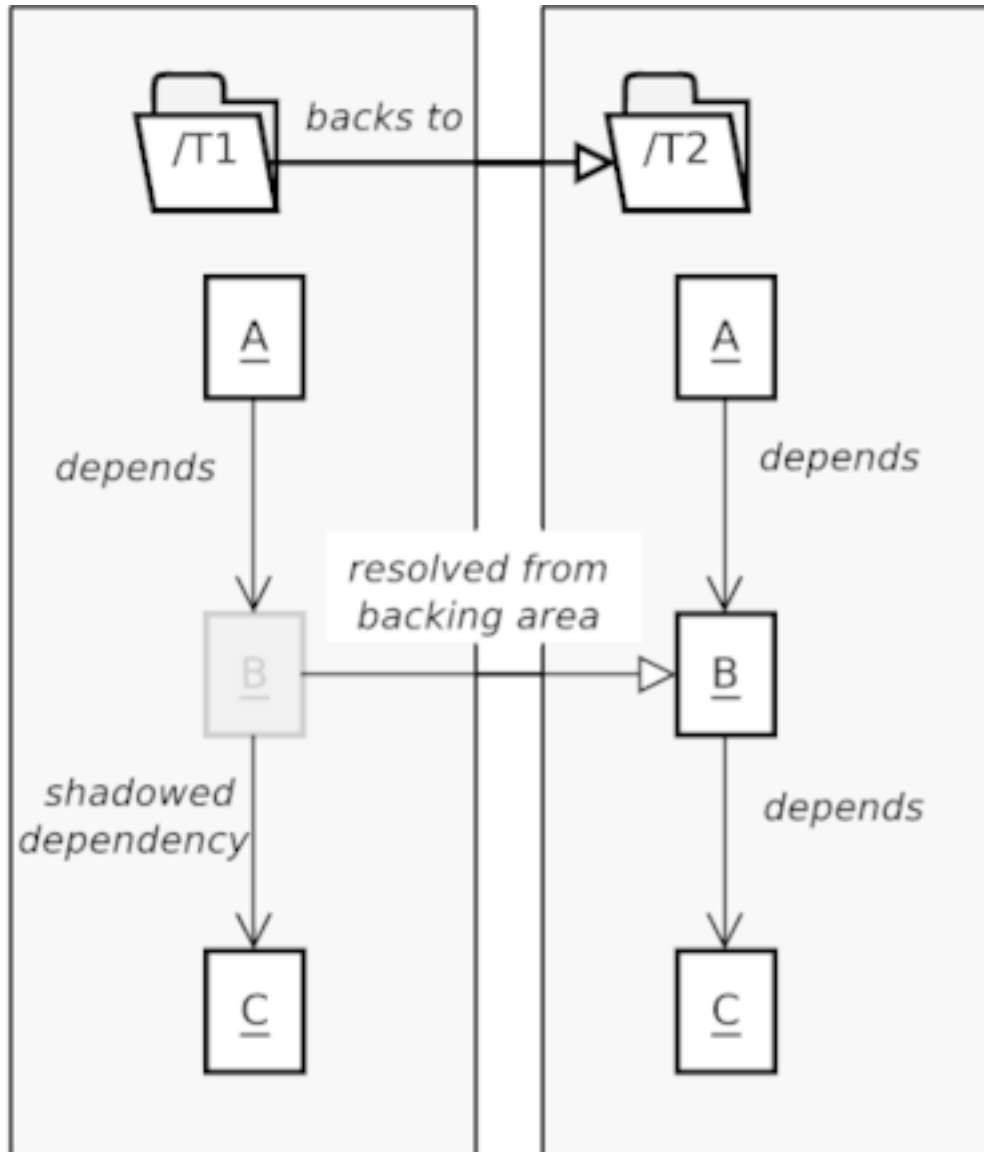 backs to
/T1
/T2
A
A
depends
depends
resolved from
backing area
B
B
shadowed
dependency
depends
C
C